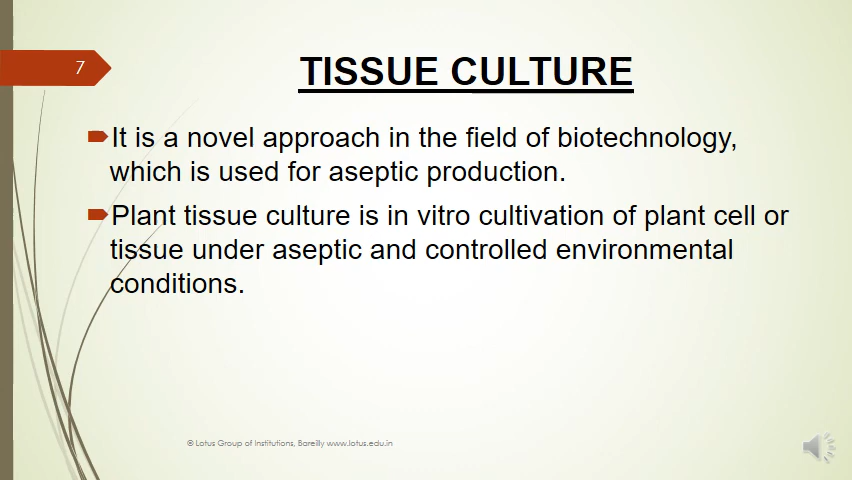 7
TISSUE CULTURE
It is a novel approach in the field of biotechnology,
which is used for aseptic production.
Plant tissue culture is in vitro cultivation of plant cell or
tissue under aseptic and controlled environmental
conditions.
® Lotus Group of Institutions, Bareilly www.lotus.edu.in